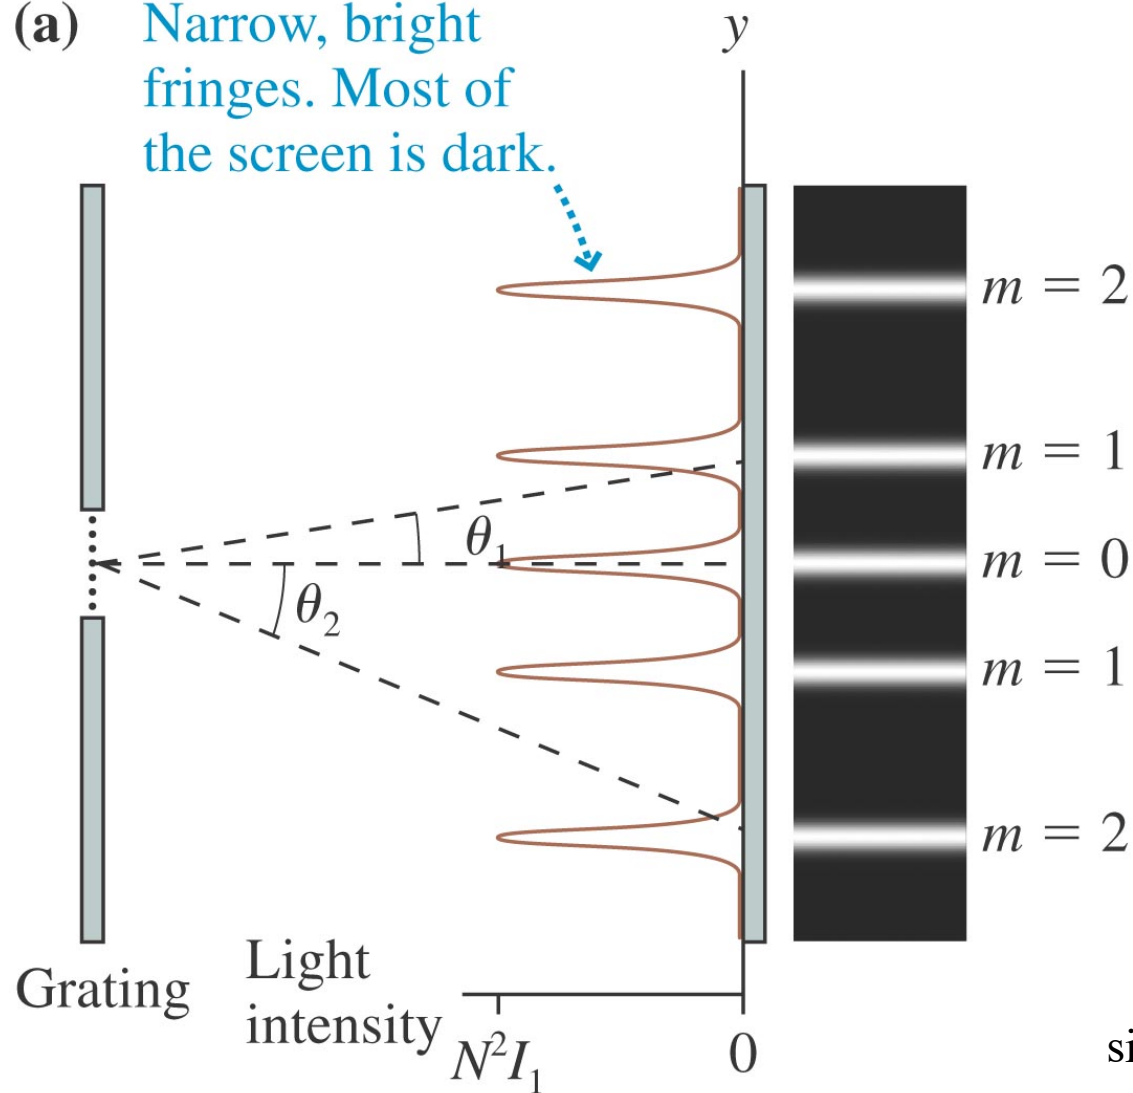 (a)
Narrow, bright
fringes. Most of
the screen is dark.
y
m = 2
m = 1
θ₁
m = 0
θ₂
m = 1
m = 2
Grating
Light
intensity
N²I₁
0
si